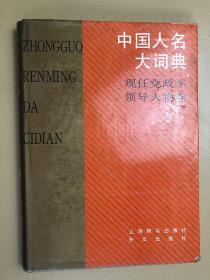 ZHONGGUO
RENMING
DA
CIDIAN
中国人名
大词典
现任党政军
领导人物卷
上海辞书出版社
外文出版社